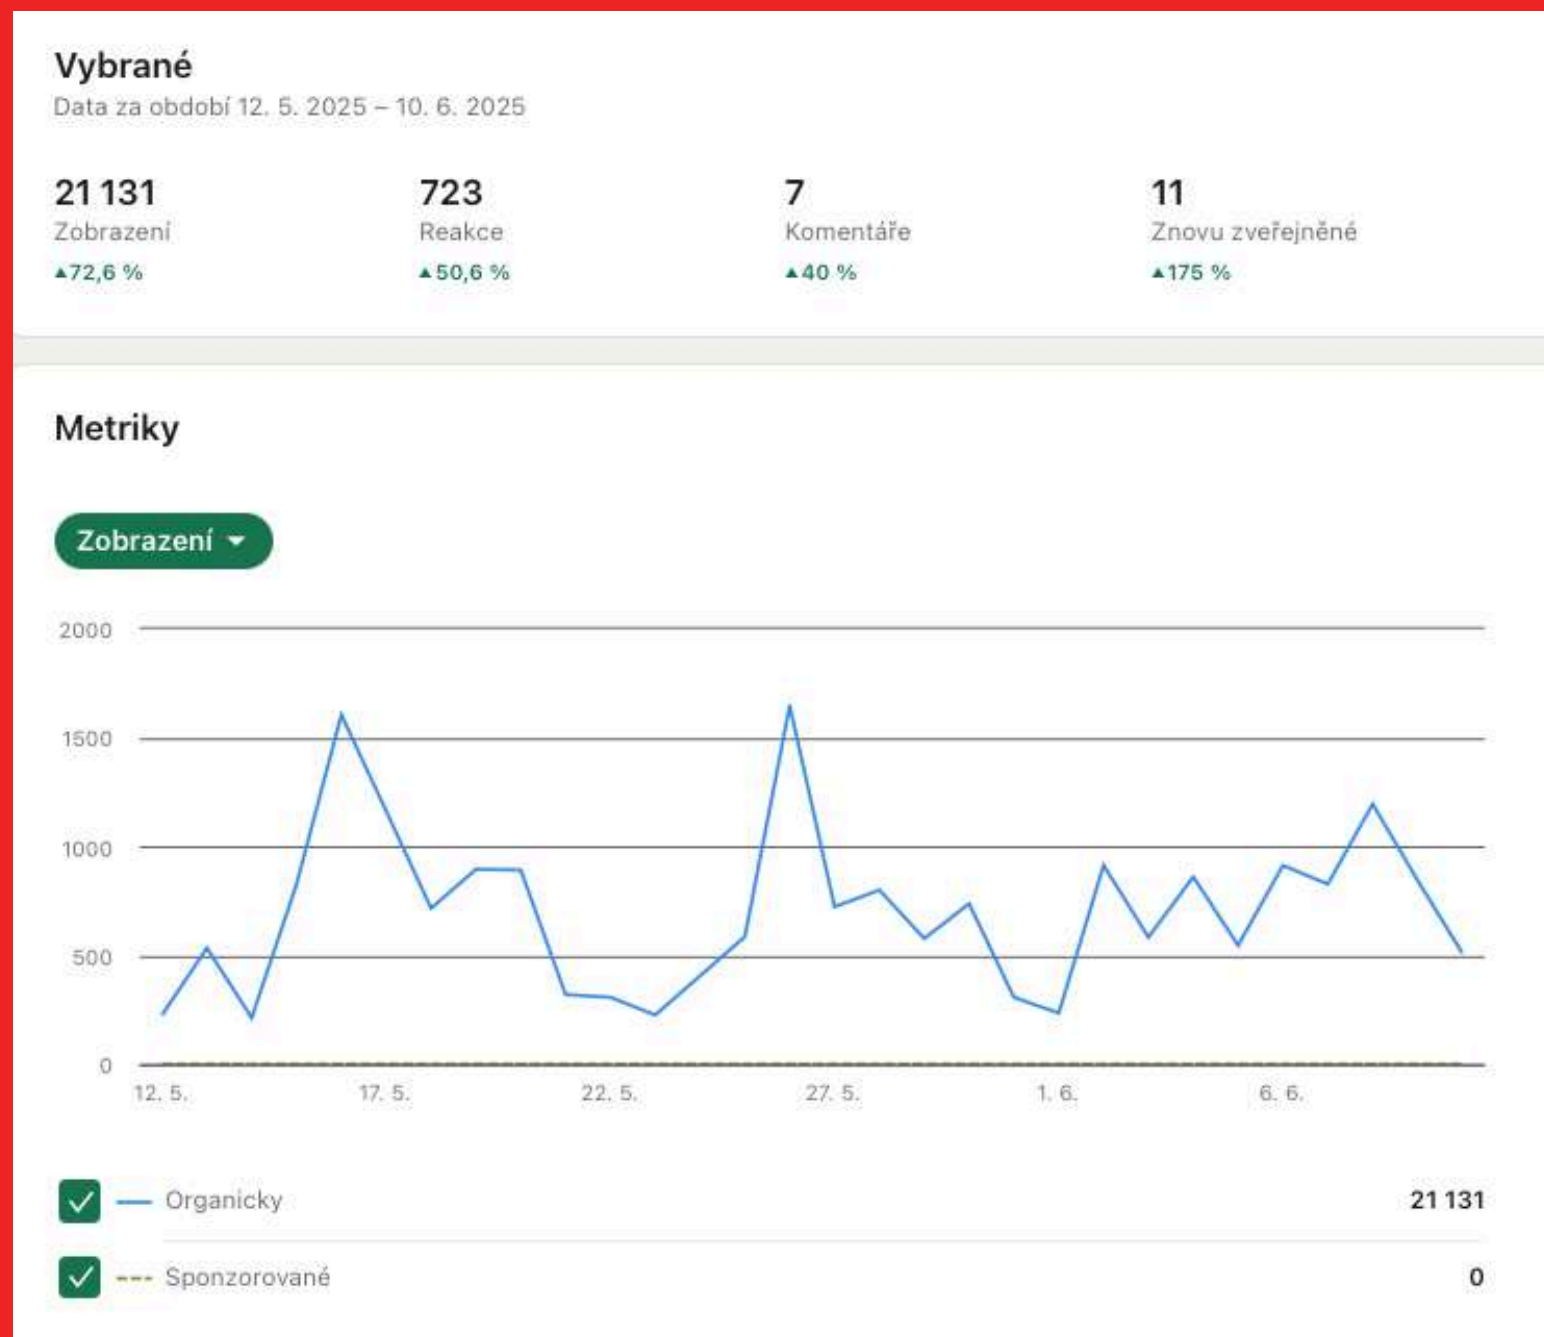 Vybrané
Data za období 12. 5. 2025 – 10. 6. 2025
21 131 723 7 11
Zobrazení Reakce Komentáře Znovu zveřejněné
▲72,6 % ▲50,6 % ▲40 % ▲175 %
Metriky
Zobrazení
2000
1500
1000
500
0
12. 5. 17. 5. 22. 5. 27. 5. 1. 6. 6. 6.
Organicky 21 131
Sponzorované 0